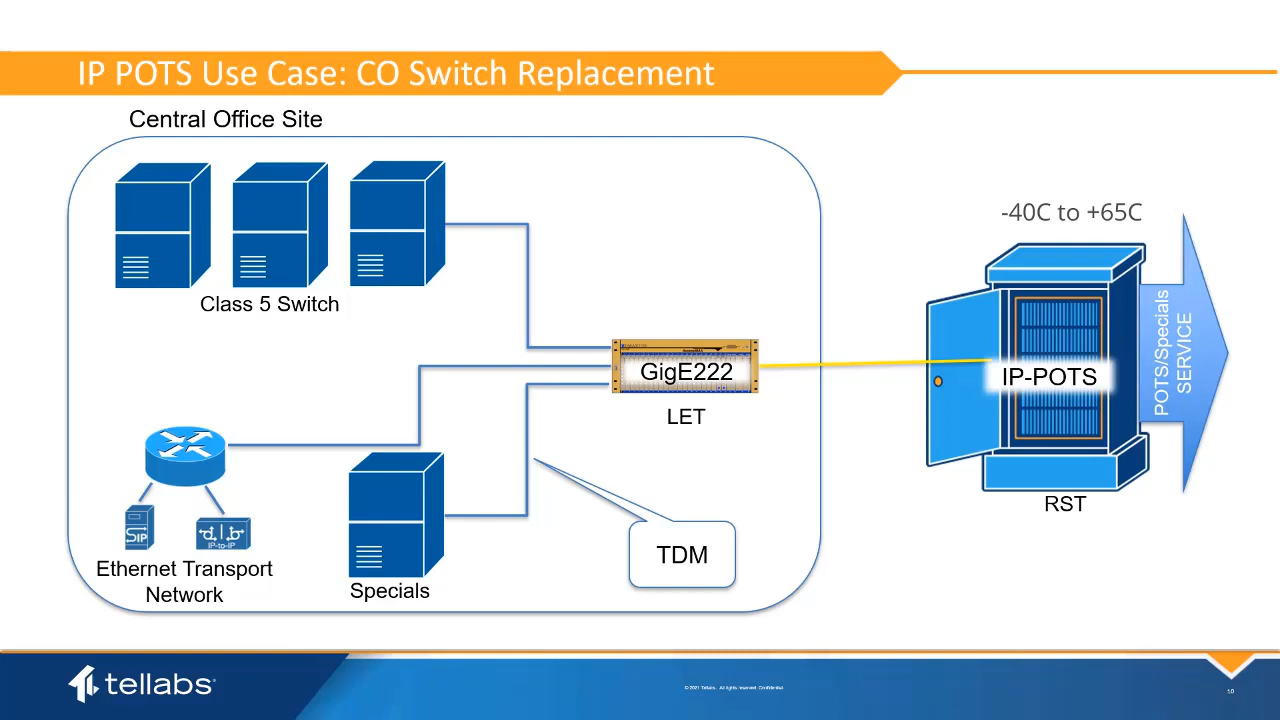 IP POTS Use Case: CO Switch Replacement
Central Office Site
-40C to +65C
Class 5 Switch
GigE222
LET
IP-POTS
POTS/Specials
SERVICE
RST
SIP
IP-to-IP
Ethernet Transport
Network
Specials
TDM
tellabs
© 2021 Tellabs. All rights reserved. Confidential
10